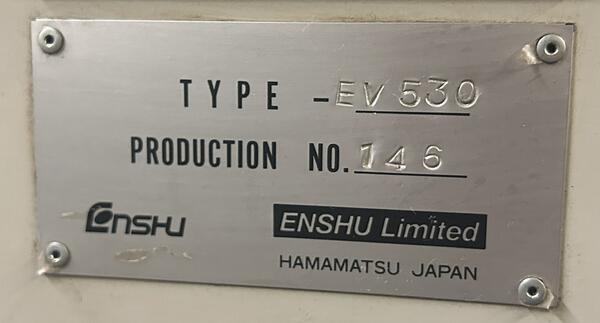 TYPE - EV530
PRODUCTION NO. 146
ENSHU
ENSHU Limited
HAMAMATSU JAPAN